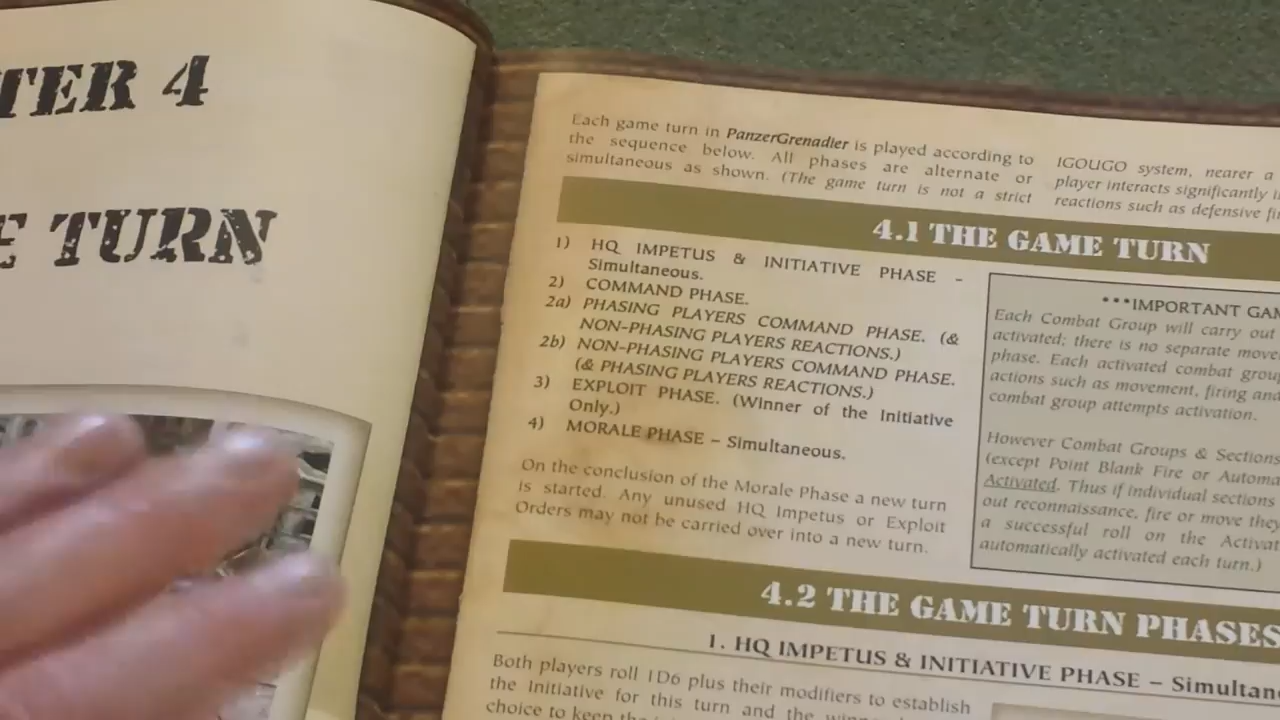 TER 4
E TURN
Each game turn in PanzerGrenadier is played according to
the sequence below. All phases are alternate or
simultaneous as shown. (The game turn is not a strict
IGOUGO system, nearer a
player interacts significantly
reactions such as defensive
4.1 THE GAME TURN
1) HQ IMPETUS & INITIATIVE PHASE -
Simultaneous.
2) COMMAND PHASE.
2a) PHASING PLAYERS COMMAND PHASE. (&
NON-PHASING PLAYERS REACTIONS.)
2b) NON-PHASING PLAYERS COMMAND PHASE.
(& PHASING PLAYERS REACTIONS.)
3) EXPLOIT PHASE. (Winner of the Initiative
Only.)
4) MORALE PHASE – Simultaneous.
On the conclusion of the Morale Phase a new turn
is started. Any unused HQ Impetus or Exploit
Orders may not be carried over into a new turn.
***IMPORTANT GAM
Each Combat Group will carry out
activated; there is no separate move
phase. Each activated combat grou
actions such as movement, firing and
combat group attempts activation.
However Combat Groups & Sections
(except Point Blank Fire or Automa
Activated. Thus if individual sections
out reconnaissance, fire or move they
a successful roll on the Activat
automatically activated each turn.)
4.2 THE GAME TURN PHASES
1. HQ IMPETUS & INITIATIVE PHASE – Simultan
Both players roll 1D6 plus their modifiers to establish
the Initiative for this turn and the
choice to keep the